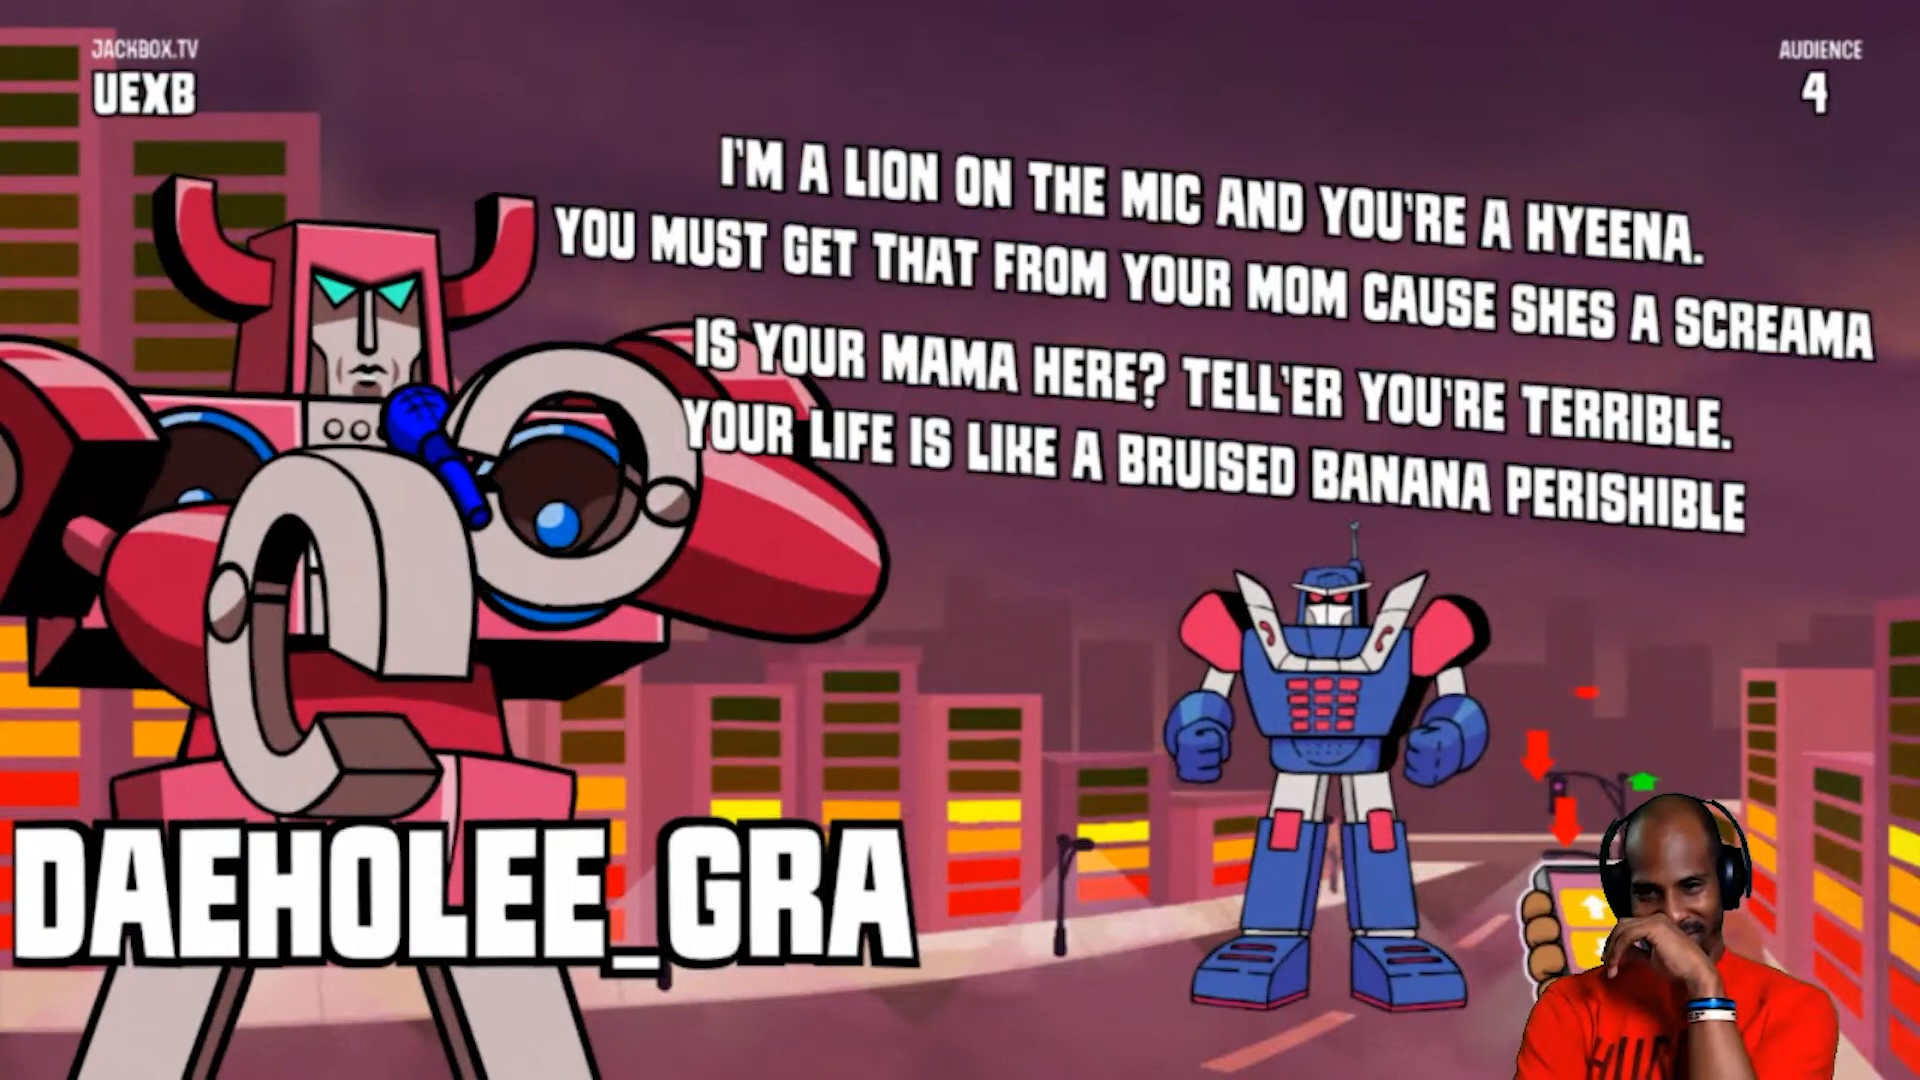 JACKBOX.TV
UEXB
AUDIENCE
4
I'M A LION ON THE MIC AND YOU'RE A HYEENA.
YOU MUST GET THAT FROM YOUR MOM CAUSE SHES A SCREAMA
IS YOUR MAMA HERE? TELL'ER YOU'RE TERRIBLE.
YOUR LIFE IS LIKE A BRUISED BANANA PERISHIBLE
DAEHOLEE_GRA